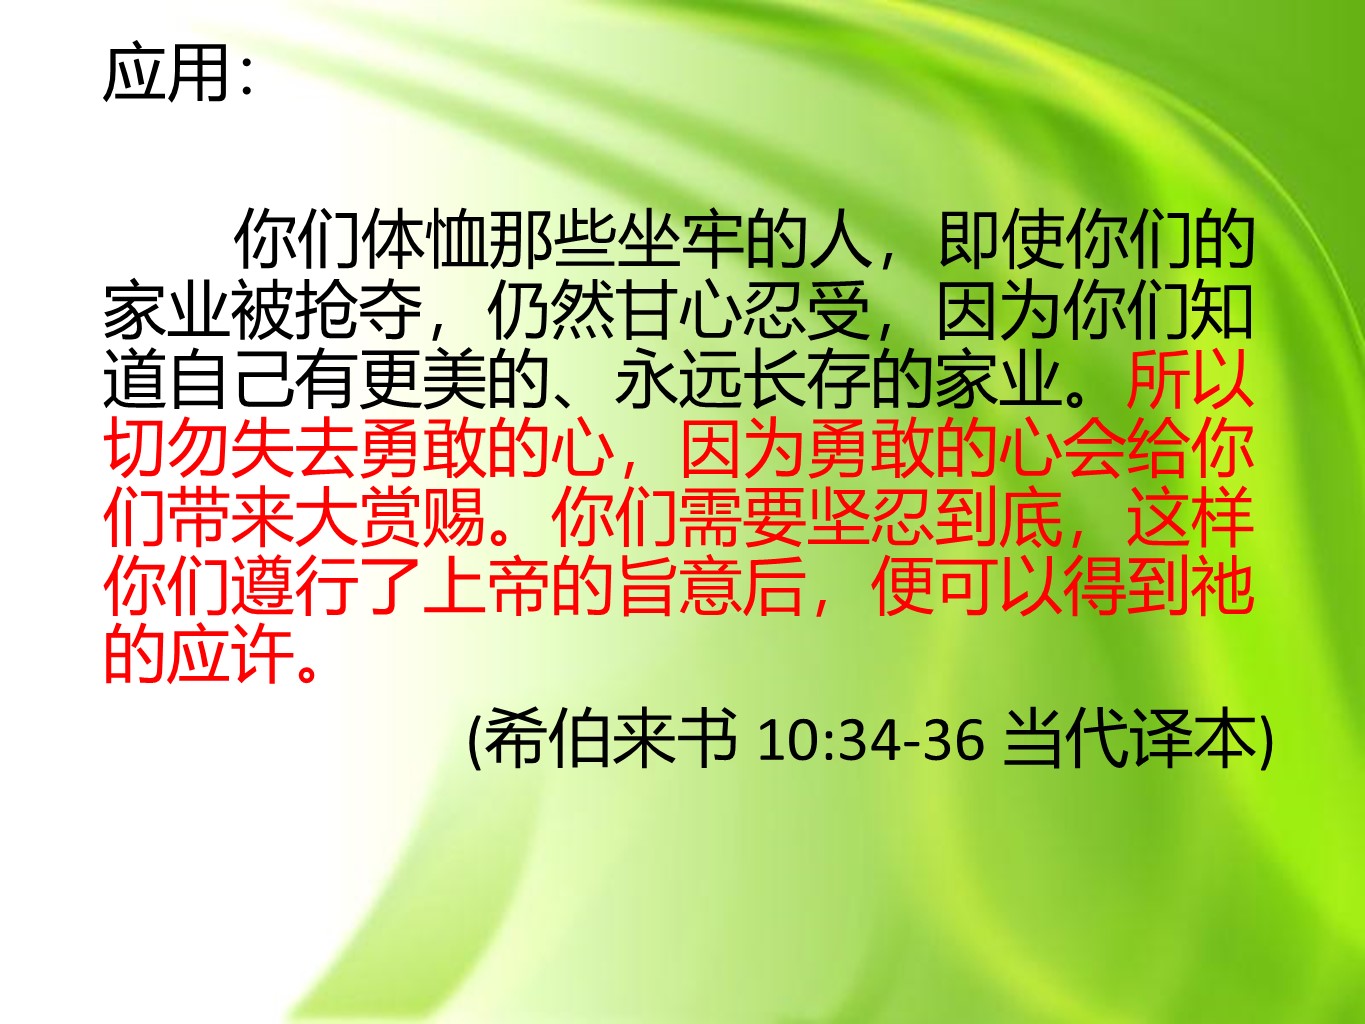 应用：
你们体恤那些坐牢的人，即使你们的
家业被抢夺，仍然甘心忍受，因为你们知
道自己有更美的、永远长存的家业。所以
切勿失去勇敢的心，因为勇敢的心会给你
们带来大赏赐。你们需要坚忍到底，这样
你们遵行了上帝的旨意后，便可以得到祂
的应许。
(希伯来书 10:34-36 当代译本)